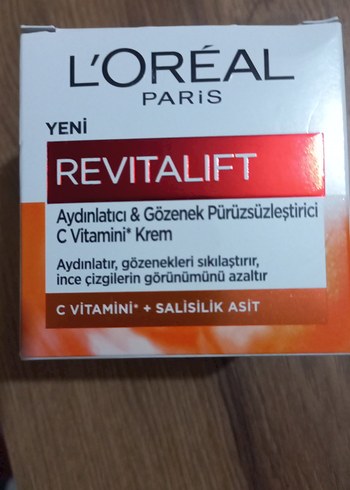 L'ORÉAL
PARiS
YENİ
REVITALIFT
Aydınlatıcı & Gözenek Pürüzsüzleştirici
C Vitamini* Krem
Aydınlatır, gözenekleri sıkılaştırır,
ince çizgilerin görünümünü azaltır
C VİTAMİNİ* + SALİSİLİK ASİT